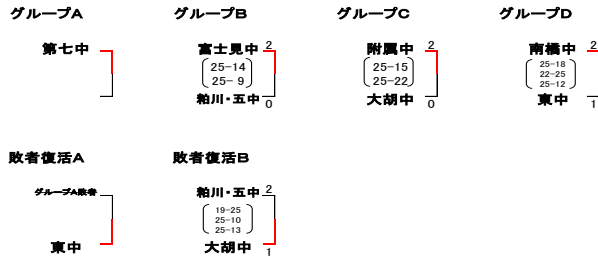 グループA
グループB
グループC
グループD
第七中
富士見中 2
25-14
25- 9
粕川・五中 0
附属中 2
25-15
25-22
大胡中 0
南橋中 2
25-18
22-25
25-12
東中 1
敗者復活A
敗者復活B
グループA敗者
東中
粕川・五中 2
19-25
25-10
25-13
大胡中 1